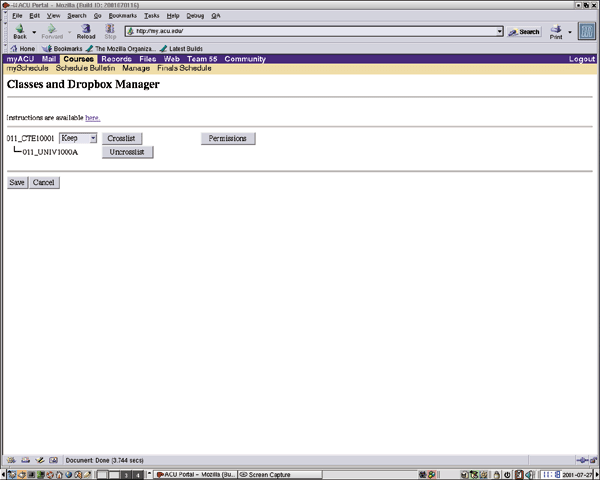 ACU Portal - Mozilla {Build ID: 2001070116}
File Edit View Search Go Bookmarks Tasks Help Debug QA
Back Forward Reload Stop http://my.acu.edu/ Search Print
Home Bookmarks The Mozilla Organiza... Latest Builds
myACU Mail Courses Records Files Web Team 55 Community Logout
mySchedule Schedule Bulletin Manage Finals Schedule
Classes and Dropbox Manager
Instructions are available here.
011_CTE10001 Keep Crosslist Permissions
011_UNIV1000A Uncrosslist
Save Cancel
Document: Done (3.744 secs)
ACU Portal - Mozilla {Bu... Screen Capture 2001-07-27